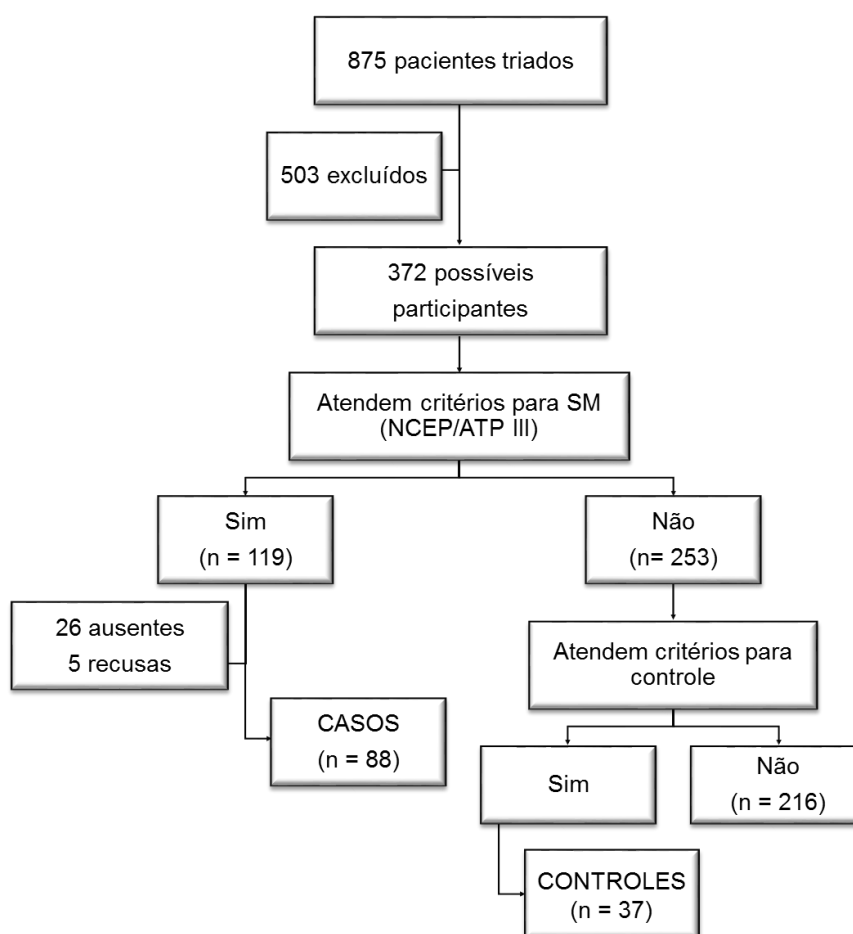 875 pacientes triados
503 excluídos
372 possíveis
participantes
Atendem critérios para SM
(NCEP/ATP III)
Sim
(n = 119)
Não
(n= 253)
26 ausentes
5 recusas
Atendem critérios para
controle
CASOS
(n = 88)
Sim
Não
(n = 216)
CONTROLES
(n = 37)